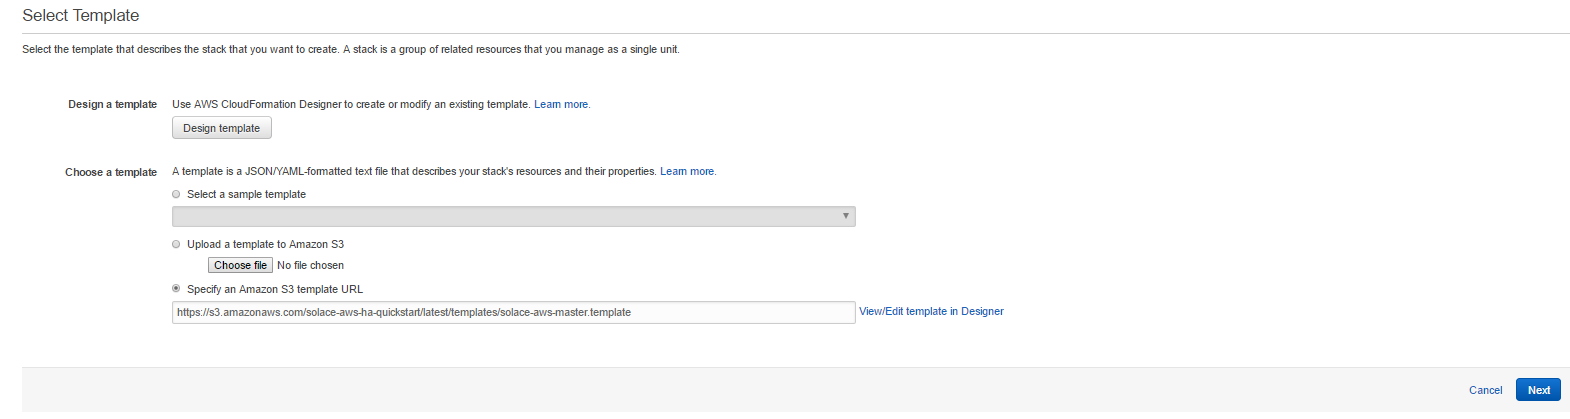 Select Template
Select the template that describes the stack that you want to create. A stack is a group of related resources that you manage as a single unit.
Design a template Use AWS CloudFormation Designer to create or modify an existing template. Learn more.
Design template
Choose a template A template is a JSON/YAML-formatted text file that describes your stack's resources and their properties. Learn more.
Select a sample template
Upload a template to Amazon S3
Choose file No file chosen
Specify an Amazon S3 template URL
https://s3.amazonaws.com/solace-aws-ha-quickstart/latest/templates/solace-aws-master.template View/Edit template in Designer
Cancel Next